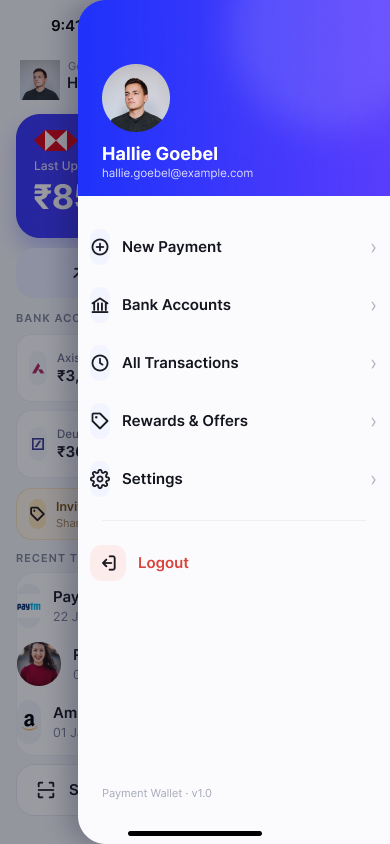 9:41
Hallie Goebel
hallie.goebel@example.com
Last Up
₹85
New Payment
Bank Accounts
BANK ACC
Axis
₹3,
All Transactions
Deu
₹30
Rewards & Offers
Settings
Invi
Shar
RECENT T
Logout
Pay
22 J
paytm
Am
01 J
Payment Wallet · v1.0